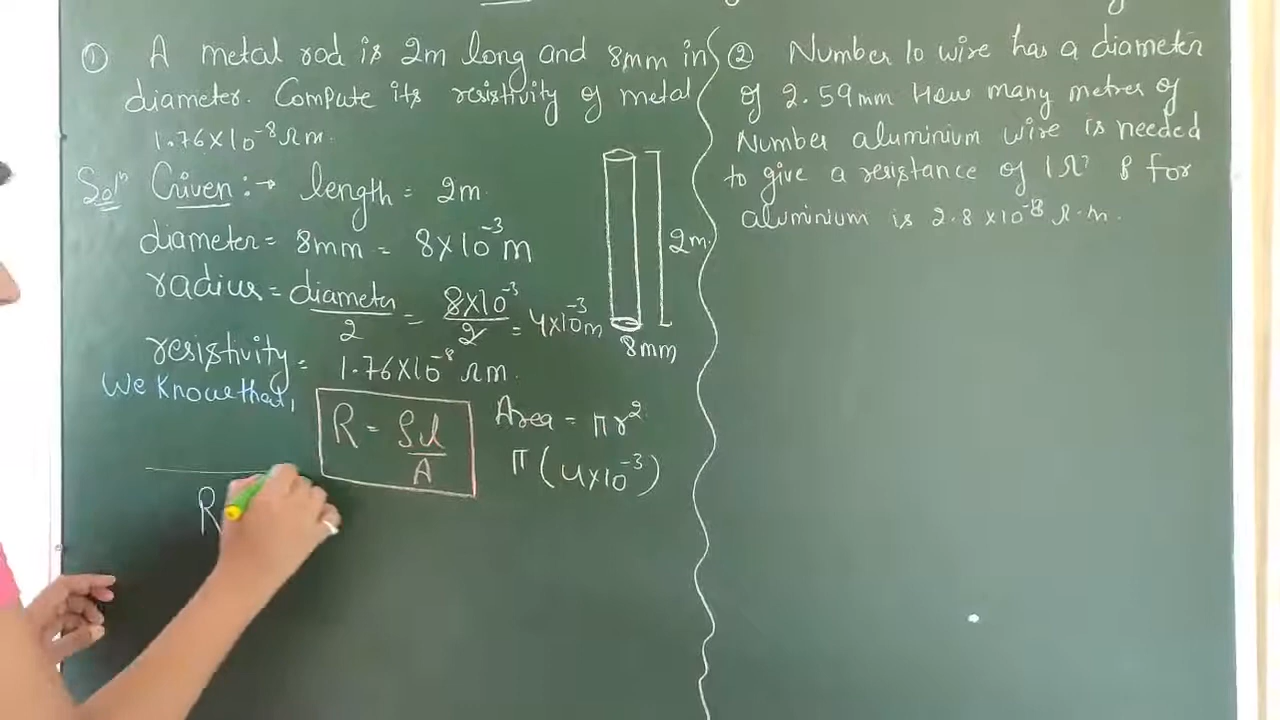 ① A metal rod is 2m long and 8mm in
diameter. Compute its resistivity of metal
1.76×10⁻⁸ Ωm.
Solⁿ Given :→ length = 2m
diameter = 8mm = 8×10⁻³m
radius = diameter/2 = 8×10⁻³/2 = 4×10⁻³m
resistivity = 1.76×10⁻⁸ Ωm.
We Know that,
R = ρl/A
Area = πr²
π(4×10⁻³)
R
2m
8mm
② Number 10 wire has a diameter
of 2.59mm How many metres of
Number aluminium wire is needed
to give a resistance of 1Ω? ρ for
aluminium is 2.8×10⁻⁸ Ω·m.